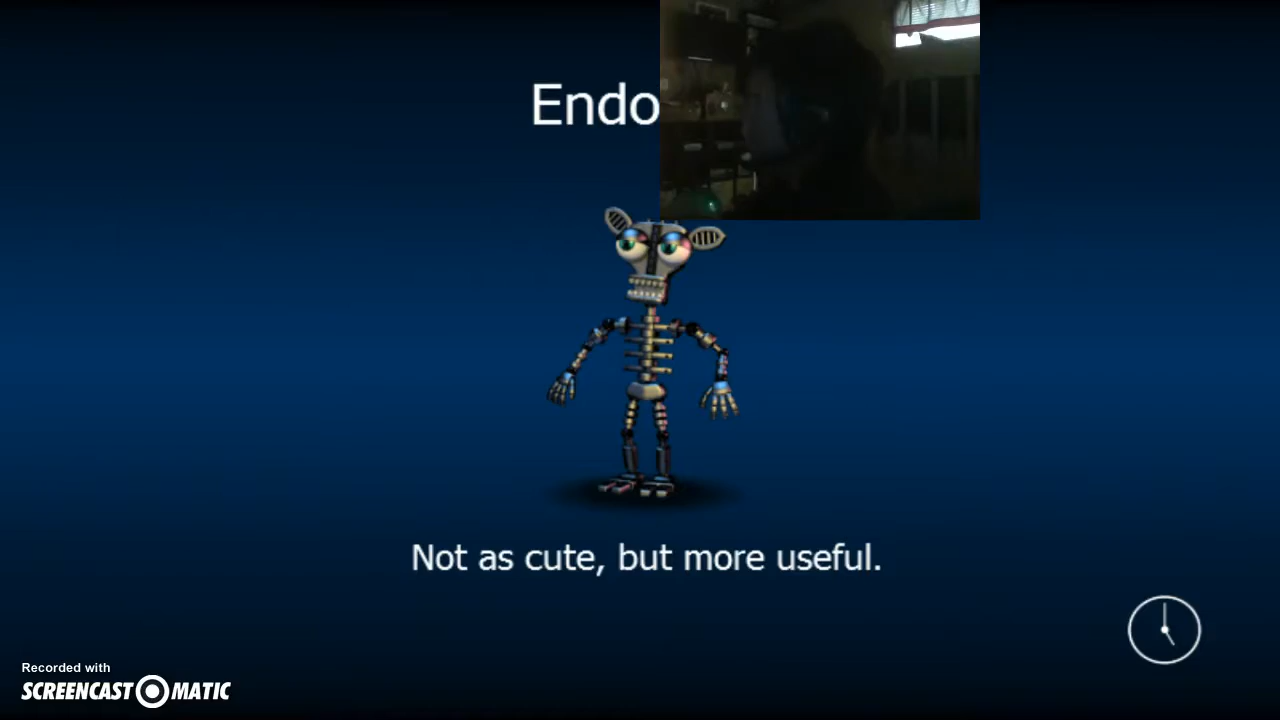 Endo
Not as cute, but more useful.
Recorded with
SCREENCAST MATIC